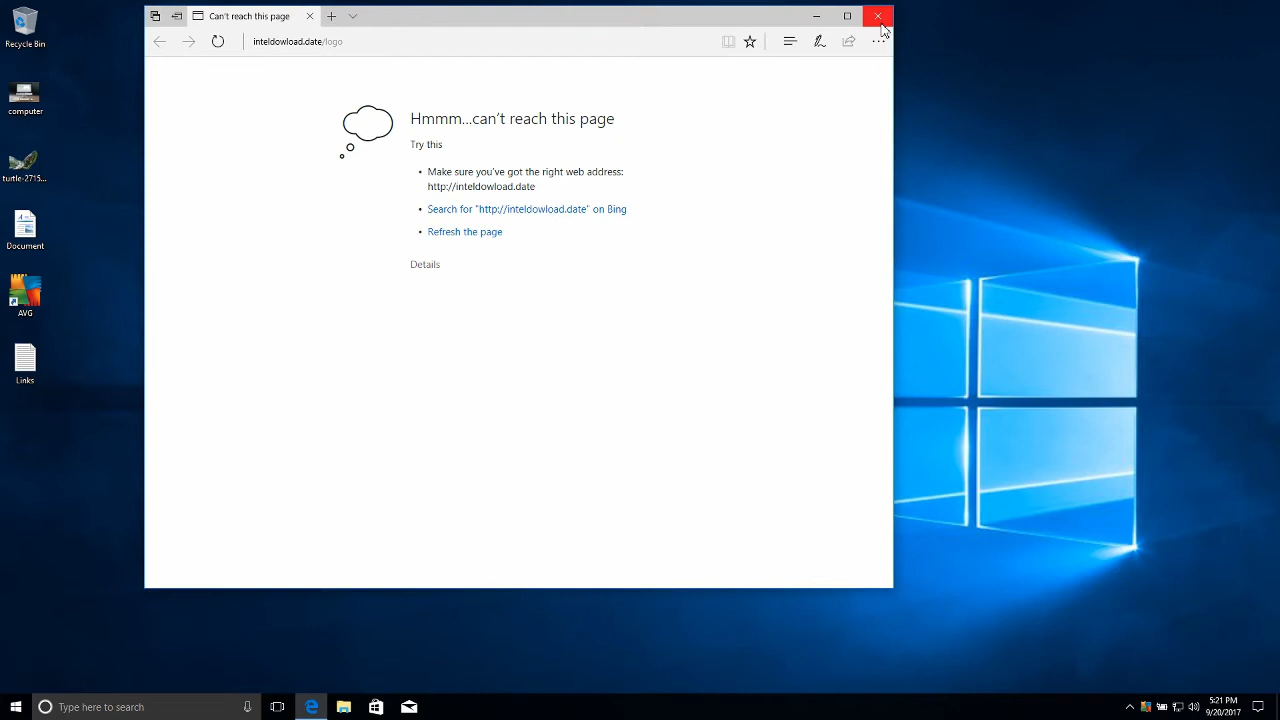 Can't reach this page
inteldowload.date/logo
Hmmm...can't reach this page
Try this
• Make sure you've got the right web address:
http://inteldowload.date
• Search for "http://inteldowload.date" on Bing
• Refresh the page
Details
Recycle Bin
computer
turtle-2715...
Document
AVG
Links
Type here to search
5:21 PM
9/20/2017